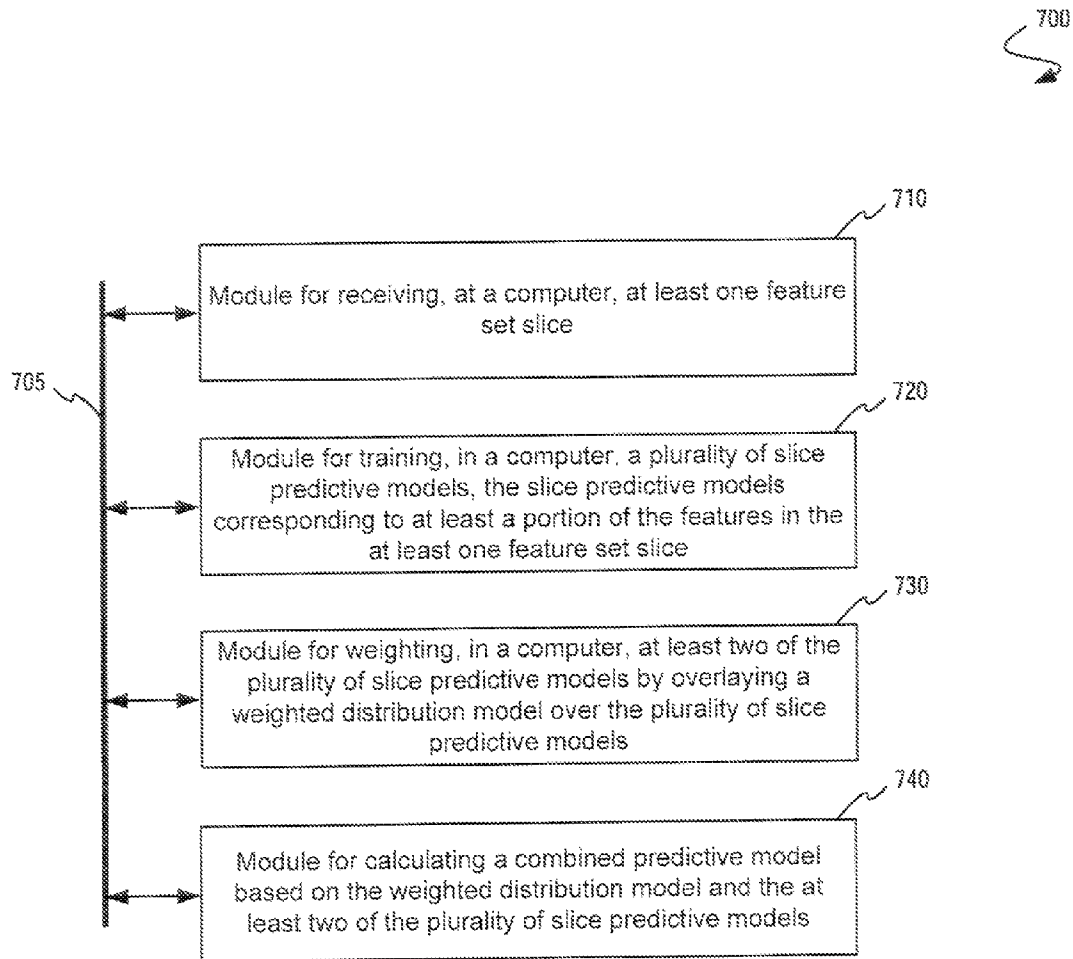 700
710
Module for receiving, at a computer, at least one feature
set slice
705
720
Module for training, in a computer, a plurality of slice
predictive models, the slice predictive models
corresponding to at least a portion of the features in the
at least one feature set slice
730
Module for weighting, in a computer, at least two of the
plurality of slice predictive models by overlaying a
weighted distribution model over the plurality of slice
predictive models
740
Module for calculating a combined predictive model
based on the weighted distribution model and the at
least two of the plurality of slice predictive models